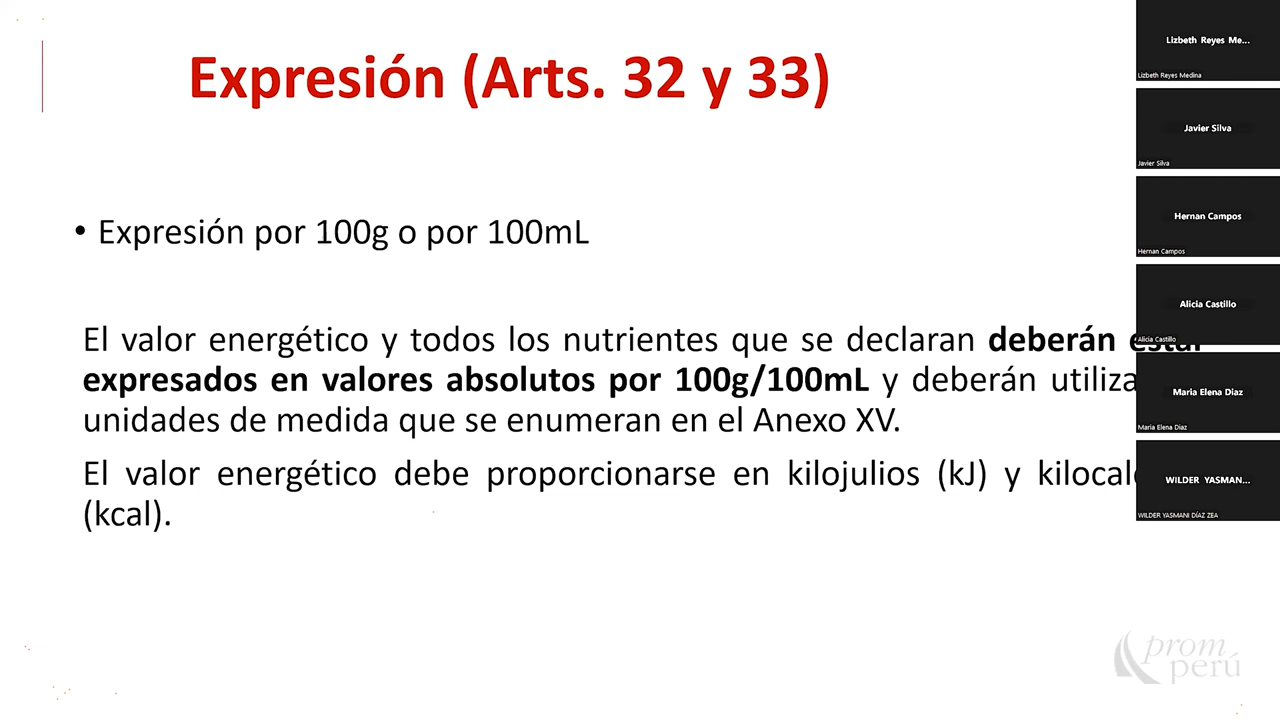 Expresión (Arts. 32 y 33)
• Expresión por 100g o por 100mL
El valor energético y todos los nutrientes que se declaran deberán
expresados en valores absolutos por 100g/100mL y deberán
unidades de medida que se enumeran en el Anexo XV.
El valor energético debe proporcionarse en kilojulios (kJ) y
(kcal).
Lizbeth Reyes Me...
Lizbeth Reyes Medina
Javier Silva
Javier Silva
Hernan Campos
Hernan Campos
Alicia Castillo
Alicia Castillo
Maria Elena Diaz
Maria Elena Diaz
WILDER YASMAN...
WILDER YASMANI DÍAZ ZEA
prom
perú